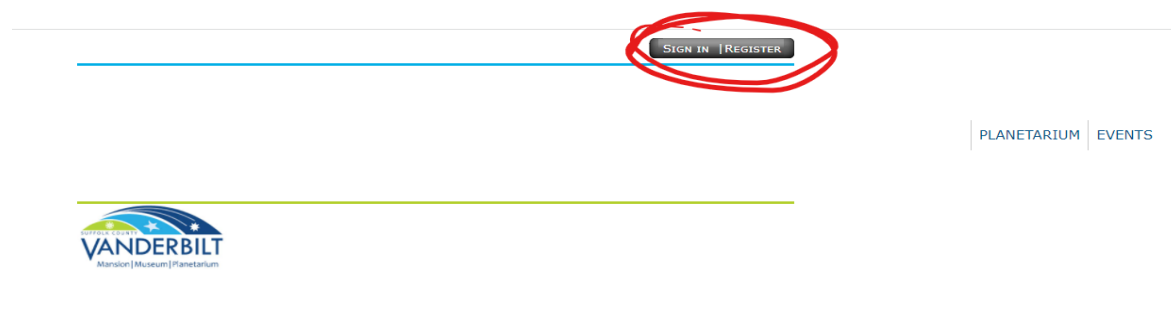 SIGN IN | REGISTER
PLANETARIUM | EVENTS
SUFFOLK COUNTY
VANDERBILT
Mansion | Museum | Planetarium